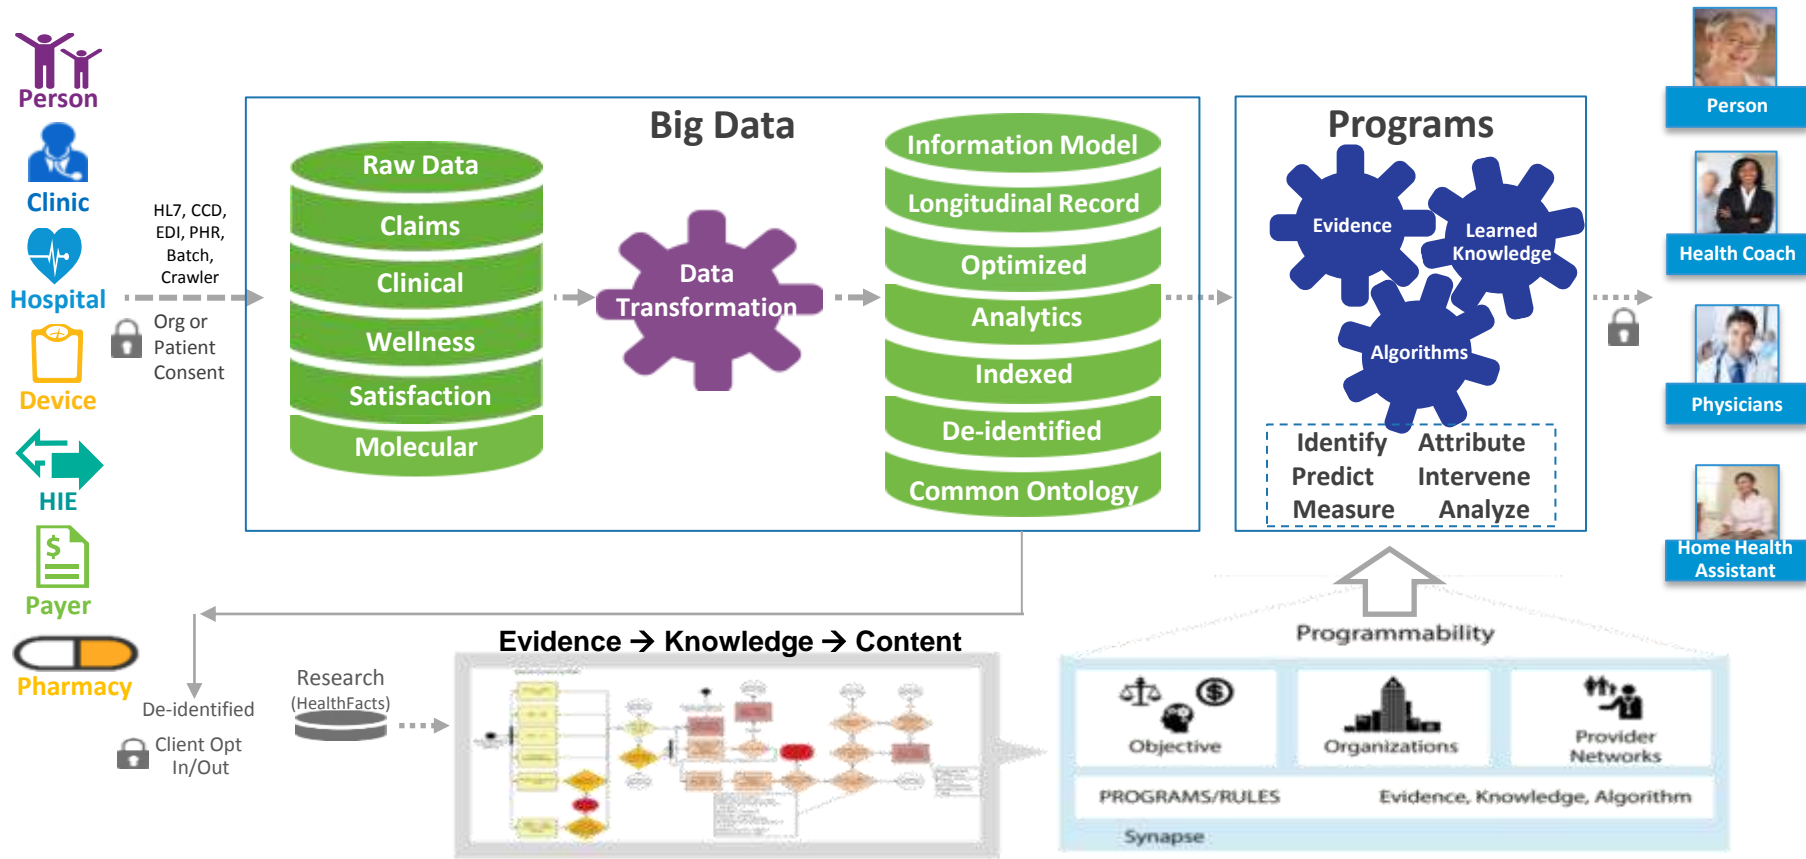 Person
Clinic
Hospital
Device
HIE
Payer
Pharmacy
HL7, CCD,
EDI, PHR,
Batch,
Crawler
Org or
Patient
Consent
Big Data
Raw Data
Claims
Clinical
Wellness
Satisfaction
Molecular
Data
Transformation
Information Model
Longitudinal Record
Optimized
Analytics
Indexed
De-identified
Common Ontology
Programs
Evidence
Learned
Knowledge
Algorithms
Identify Attribute
Predict Intervene
Measure Analyze
Person
Health Coach
Physicians
Home Health
Assistant
De-identified
Client Opt
In/Out
Research
(HealthFacts)
Evidence → Knowledge → Content
Programmability
Objective
Organizations
Provider
Networks
PROGRAMS/RULES
Evidence, Knowledge, Algorithm
Synapse